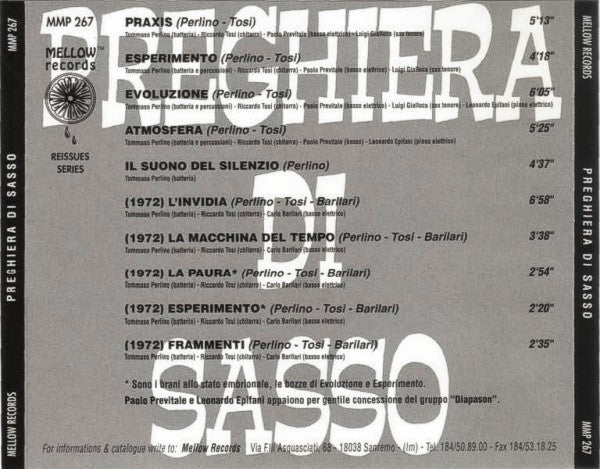 MMP 267
MELLOW
records
REISSUES
SERIES
PREGHIERA
DI
SASSO
PRAXIS (Perlino - Tosi) 5'13"
Tommaso Perlino (batteria) - Riccardo Tosi (chitarra) - Paolo Previtale (basso elettrico) - Luigi Gialluca (sax tenore)
ESPERIMENTO (Perlino - Tosi) 4'18"
Tommaso Perlino (batteria e percussioni) - Riccardo Tosi (chitarra) - Paolo Previtale (basso elettrico) - Luigi Gialluca (sax tenore)
EVOLUZIONE (Perlino - Tosi) 6'05"
Tommaso Perlino (batteria e percussioni) - Riccardo Tosi (chitarra) - Paolo Previtale (basso elettrico) - Luigi Gialluca (sax tenore) - Leonardo Epifani (piano elettrico)
ATMOSFERA (Perlino - Tosi) 5'25"
Tommaso Perlino (batteria e percussioni) - Riccardo Tosi (chitarra) - Paolo Previtale (basso elettrico) - Leonardo Epifani (piano elettrico)
IL SUONO DEL SILENZIO (Perlino) 4'37"
Tommaso Perlino (batteria)
(1972) L'INVIDIA (Perlino - Tosi - Barilari) 6'58"
Tommaso Perlino (batteria) - Riccardo Tosi (chitarra) - Carlo Barilari (basso elettrico)
(1972) LA MACCHINA DEL TEMPO (Perlino - Tosi - Barilari) 3'38"
Tommaso Perlino (batteria) - Riccardo Tosi (chitarra) - Carlo Barilari (basso elettrico)
(1972) LA PAURA* (Perlino - Tosi - Barilari) 2'54"
Tommaso Perlino (batteria) - Riccardo Tosi (chitarra) - Carlo Barilari (basso elettrico)
(1972) ESPERIMENTO* (Perlino - Tosi - Barilari) 2'20"
Tommaso Perlino (batteria) - Riccardo Tosi (chitarra) - Carlo Barilari (basso elettrico)
(1972) FRAMMENTI (Perlino - Tosi - Barilari) 2'35"
Tommaso Perlino (batteria) - Riccardo Tosi (chitarra) - Carlo Barilari (basso elettrico)
* Sono i brani allo stato embrionale, le bozze di Evoluzione e Esperimento.
Paolo Previtale e Leonardo Epifani appaiono per gentile concessione del gruppo "Diapason".
For informations & catalogue write to: Mellow Records Via F.lli Asquasciati, 68 - 18038 Sanremo - (Im) - Tel. 184/50.89.00 - Fax 184/53.18.25
MELLOW RECORDS PREGHIERA DI SASSO MMP 267
MELLOW RECORDS PREGHIERA DI SASSO MMP 267